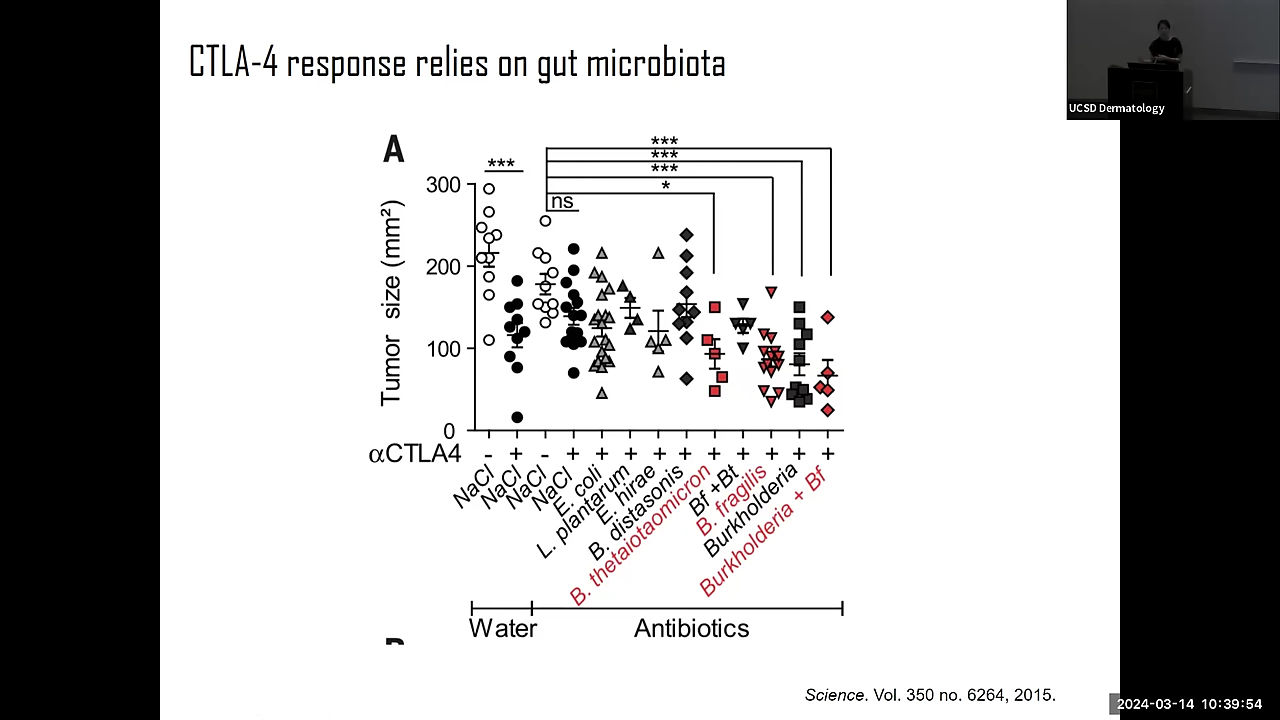 CTLA-4 response relies on gut microbiota
UCSD Dermatology
A
***
***
***
***
*
ns
300
200
100
0
Tumor size (mm²)
αCTLA4 - + - + + + + + + + + + +
NaCl
NaCl
NaCl
NaCl
E. coli
L. plantarum
E. hirae
B. distasonis
B. thetaiotaomicron
Bf +Bt
B. fragilis
Burkholderia
Burkholderia + Bf
Water
Antibiotics
Science. Vol. 350 no. 6264, 2015.
2024-03-14 10:39:54